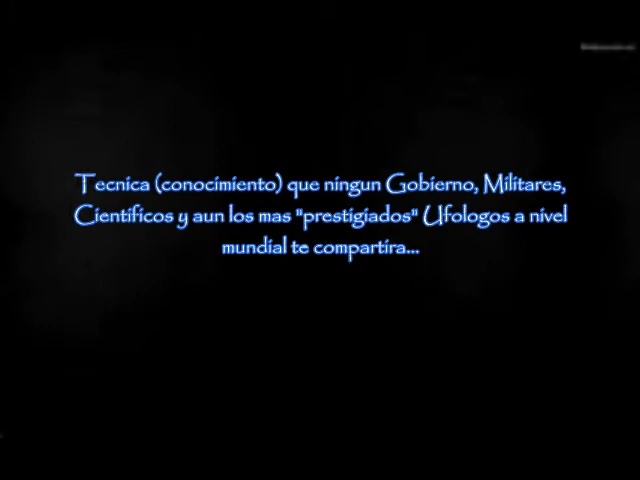 Tecnica (conocimiento) que ningun Gobierno, Militares,
Cientificos y aun los mas "prestigiados" Ufologos a nivel
mundial te compartira...